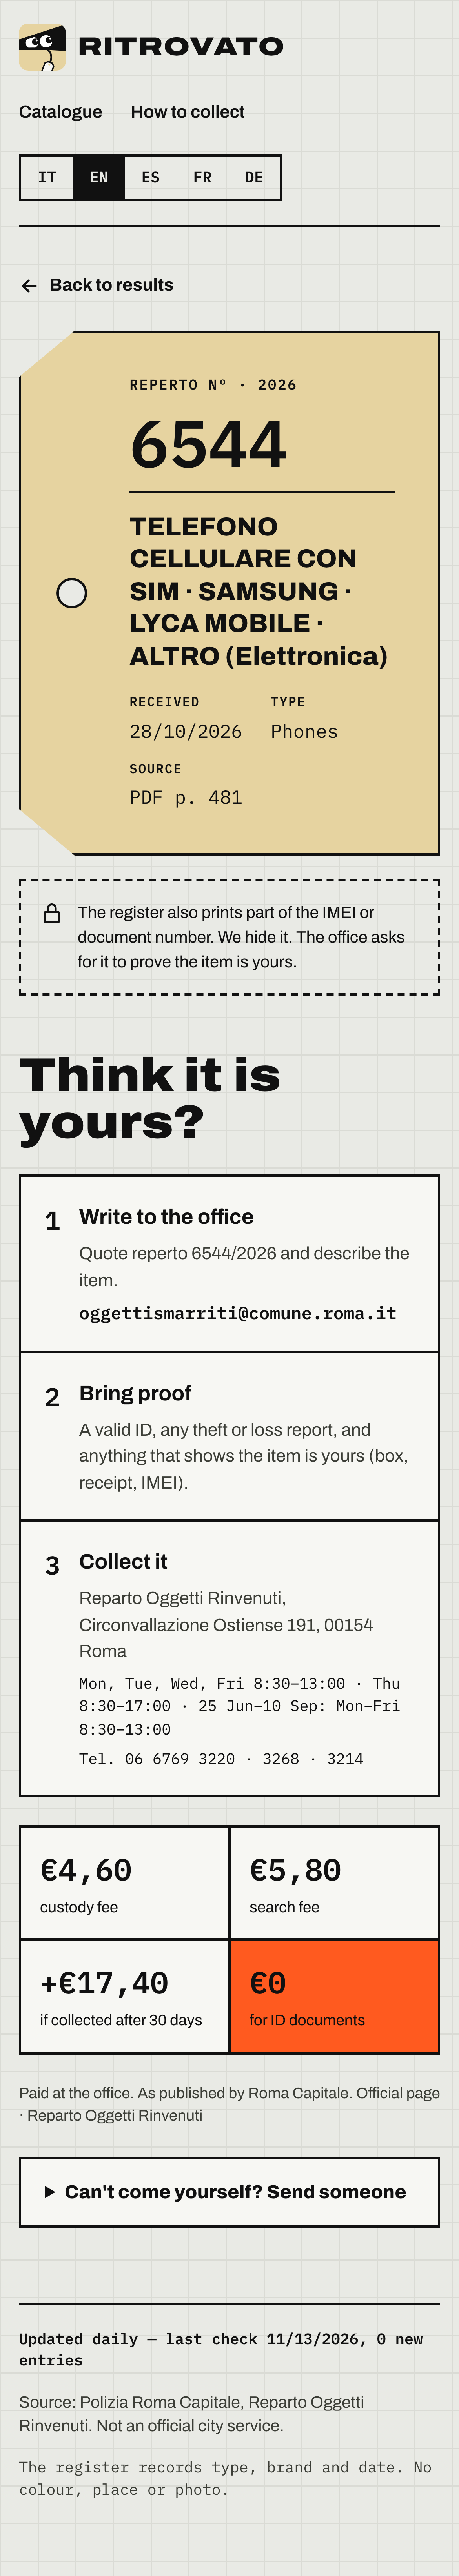 RITROVATO
Catalogue How to collect
IT EN ES FR DE
← Back to results
REPERTO Nº · 2026
6544
TELEFONO
CELLULARE CON
SIM · SAMSUNG ·
LYCA MOBILE ·
ALTRO (Elettronica)
RECEIVED TYPE
28/10/2026 Phones
SOURCE
PDF p. 481
The register also prints part of the IMEI or
document number. We hide it. The office asks
for it to prove the item is yours.
Think it is
yours?
1 Write to the office
Quote reperto 6544/2026 and describe the
item.
oggettismarriti@comune.roma.it
2 Bring proof
A valid ID, any theft or loss report, and
anything that shows the item is yours (box,
receipt, IMEI).
3 Collect it
Reparto Oggetti Rinvenuti,
Circonvallazione Ostiense 191, 00154
Roma
Mon, Tue, Wed, Fri 8:30–13:00 · Thu
8:30–17:00 · 25 Jun–10 Sep: Mon–Fri
8:30–13:00
Tel. 06 6769 3220 · 3268 · 3214
€4,60 €5,80
custody fee search fee
+€17,40 €0
if collected after 30 days for ID documents
Paid at the office. As published by Roma Capitale. Official page
· Reparto Oggetti Rinvenuti
▶ Can't come yourself? Send someone
Updated daily — last check 11/13/2026, 0 new
entries
Source: Polizia Roma Capitale, Reparto Oggetti
Rinvenuti. Not an official city service.
The register records type, brand and date. No
colour, place or photo.